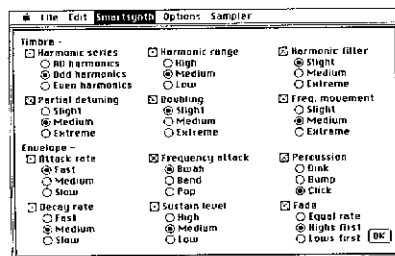 File Edit Smartsynth Options Sampler
Timbre -
Harmonic series Harmonic range Harmonic filter
All harmonics High Slight
Odd harmonics Medium Medium
Even harmonics Low Extreme
Partial detuning Doubling Freq. movement
Slight Slight Slight
Medium Medium Medium
Extreme Extreme Extreme
Envelope -
Attack rate Frequency attack Percussion
Fast Bwah Dink
Medium Bend Bump
Slow Pop Click
Decay rate Sustain level Fade
Fast High Equal rate
Medium Medium Highs first
Slow Low Lows first OK